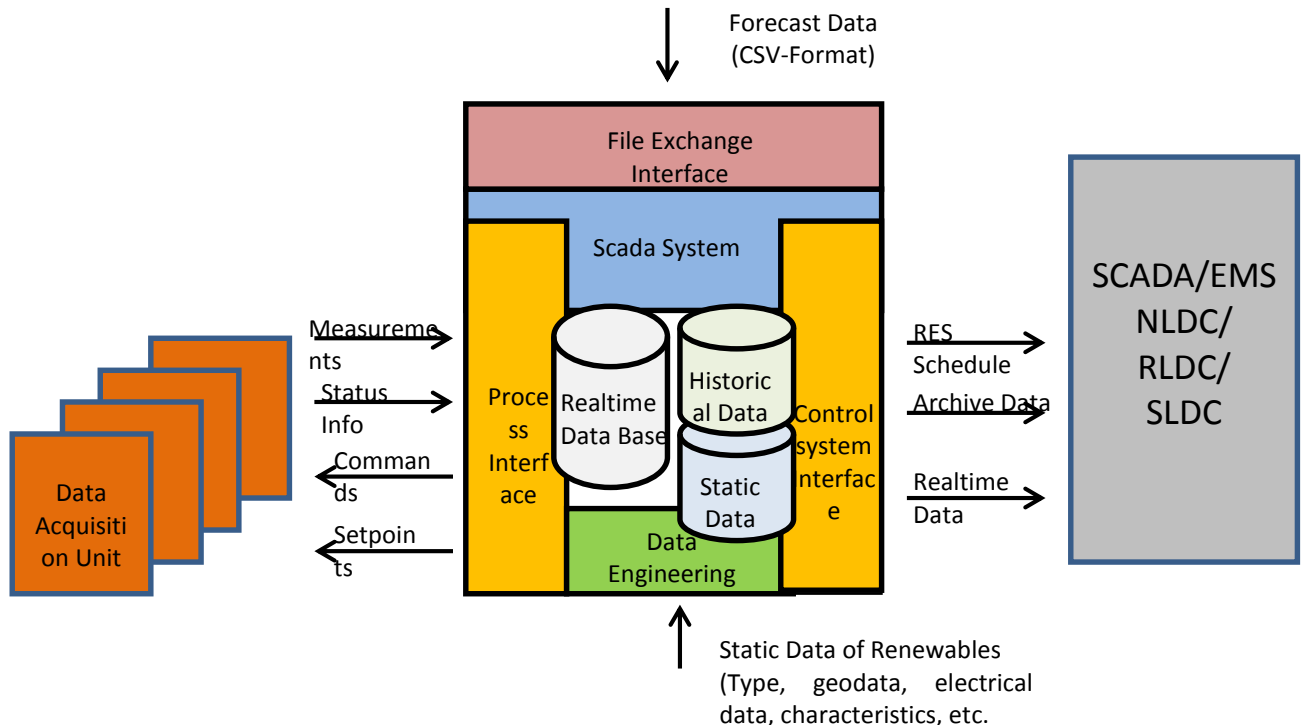 Forecast Data
(CSV-Format)
File Exchange
Interface
Scada System
SCADA/EMS
NLDC/
RLDC/
SLDC
Measureme
nts
Status
Info
Comman
ds
Setpoin
ts
Data
Acquisiti
on Unit
Proce
ss
Interf
ace
Realtime
Data Base
Historic
al Data
Static
Data
Control
system
Interfac
e
Data
Engineering
RES
Schedule
Archive Data
Realtime
Data
Static Data of Renewables
(Type, geodata, electrical
data, characteristics, etc.